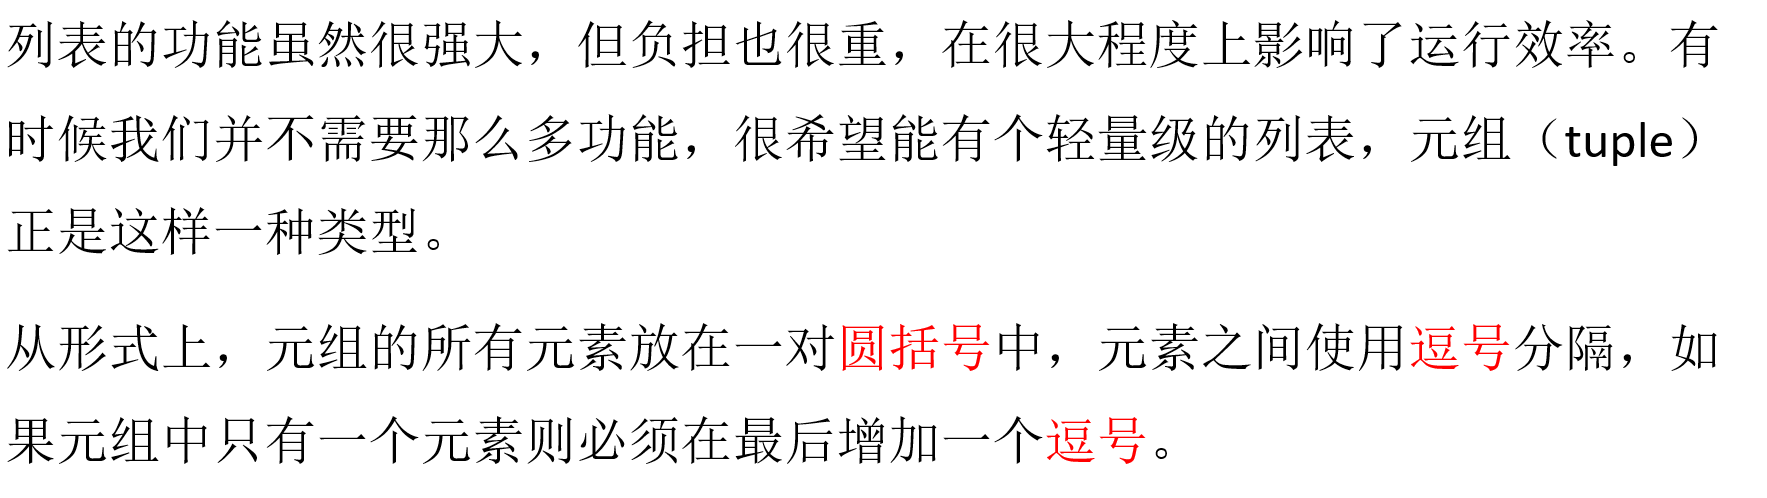 列表的功能虽然很强大，但负担也很重，在很大程度上影响了运行效率。有
时候我们并不需要那么多功能，很希望能有个轻量级的列表，元组（tuple）
正是这样一种类型。
从形式上，元组的所有元素放在一对圆括号中，元素之间使用逗号分隔，如
果元组中只有一个元素则必须在最后增加一个逗号。